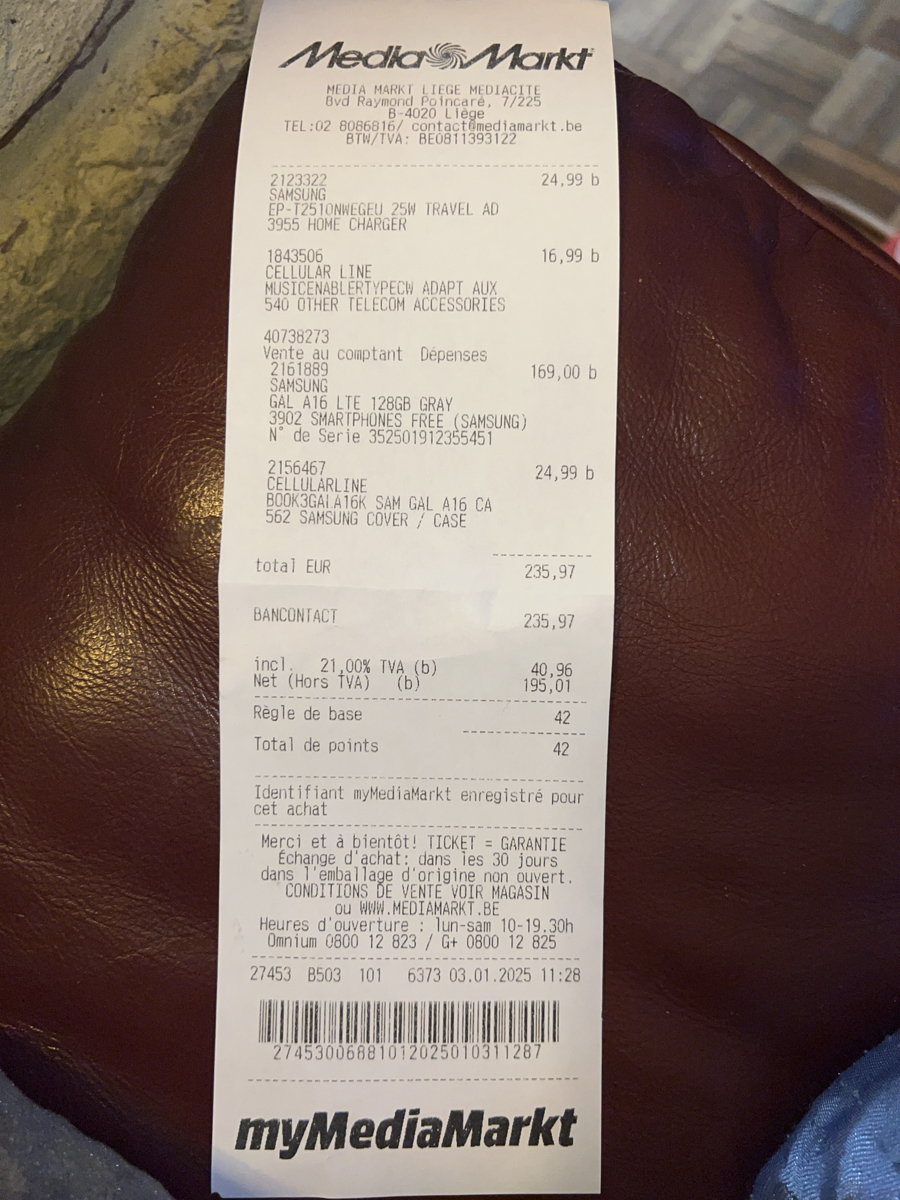 MediaMarkt
MEDIA MARKT LIEGE MEDIACITE
Bvd Raymond Poincaré, 7/225
B-4020 Liège
TEL:02 8086816/ contact@mediamarkt.be
BTW/TVA: BE0811393122
2123322 24,99 b
SAMSUNG
EP-T2510NWEGEU 25W TRAVEL AD
3955 HOME CHARGER
1843506 16,99 b
CELLULAR LINE
MUSICENABLERTYPECW ADAPT AUX
540 OTHER TELECOM ACCESSORIES
40738273
Vente au comptant Dépenses
2161889 169,00 b
SAMSUNG
GAL A16 LTE 128GB GRAY
3902 SMARTPHONES FREE (SAMSUNG)
N° de Serie 352501912355451
2156467 24,99 b
CELLULARLINE
BOOK3GALA16K SAM GAL A16 CA
562 SAMSUNG COVER / CASE
total EUR 235,97
BANCONTACT 235,97
incl. 21,00% TVA (b) 40,96
Net (Hors TVA) (b) 195,01
Règle de base 42
Total de points 42
Identifiant myMediaMarkt enregistré pour
cet achat
Merci et à bientôt! TICKET = GARANTIE
Échange d'achat: dans les 30 jours
dans l'emballage d'origine non ouvert.
CONDITIONS DE VENTE VOIR MAGASIN
ou WWW.MEDIAMARKT.BE
Heures d'ouverture : lun-sam 10-19.30h
Omnium 0800 12 823 / G+ 0800 12 825
27453 B503 101 6373 03.01.2025 11:28
27453006881012025010311287
myMediaMarkt